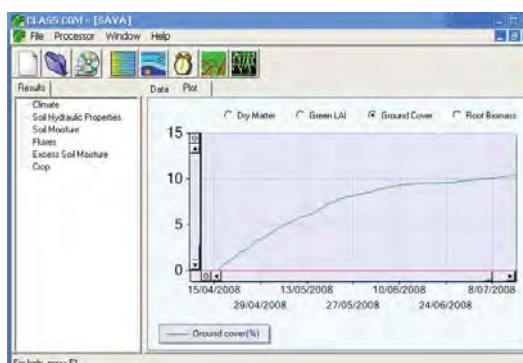 CLASS CGM - [SAYA]
File Processor Window Help
Results
Data Plot
Climate
Soil Hydraulic Properties
Soil Moisture
Fluxes
Excess Soil Moisture
Crop
Dry Matter Green LAI Ground Cover Root Biomass
15
10
5
0
15/04/2008 13/05/2008 10/06/2008 8/07/2008
29/04/2008 27/05/2008 24/06/2008
Ground cover(%)
For help, press F1